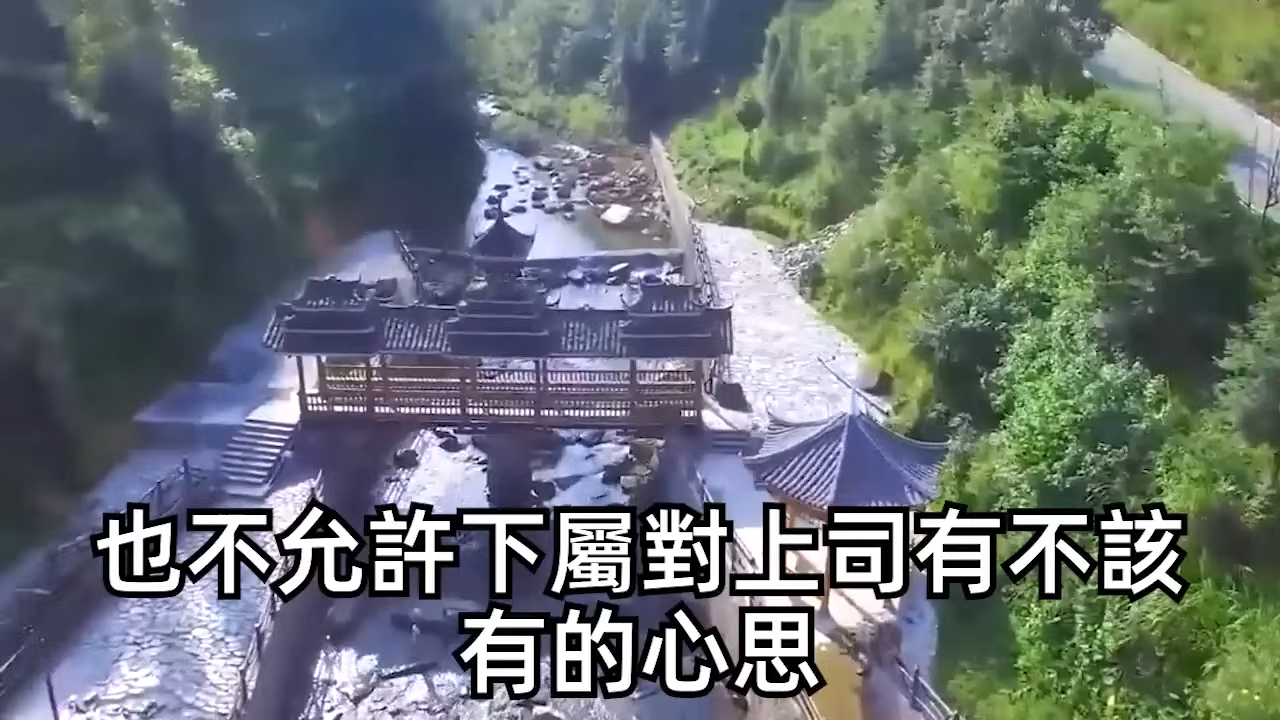 也不允許下屬對上司有不該
有的心思